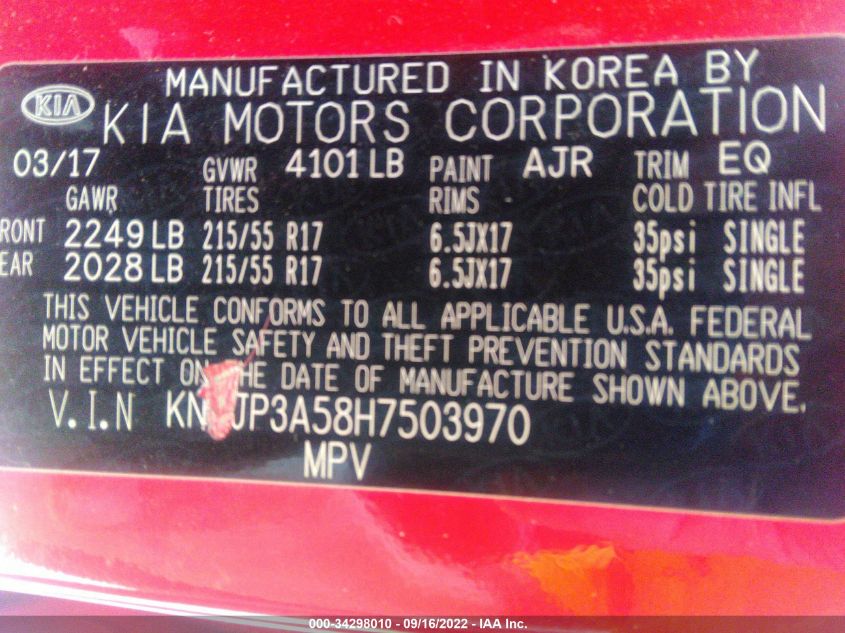 MANUFACTURED IN KOREA BY
KIA
KIA MOTORS CORPORATION
03/17 GVWR 4101 LB PAINT AJR TRIM EQ
GAWR TIRES RIMS COLD TIRE INFL
RONT 2249 LB 215/55 R17 6.5JX17 35psi SINGLE
EAR 2028 LB 215/55 R17 6.5JX17 35psi SINGLE
THIS VEHICLE CONFORMS TO ALL APPLICABLE U.S.A. FEDERAL
MOTOR VEHICLE SAFETY AND THEFT PREVENTION STANDARDS
IN EFFECT ON HE DATE OF MANUFACTURE SHOWN ABOVE.
V.I.N KN JP3A58H7503970
MPV
000-34298010 - 09/16/2022 - IAA Inc.